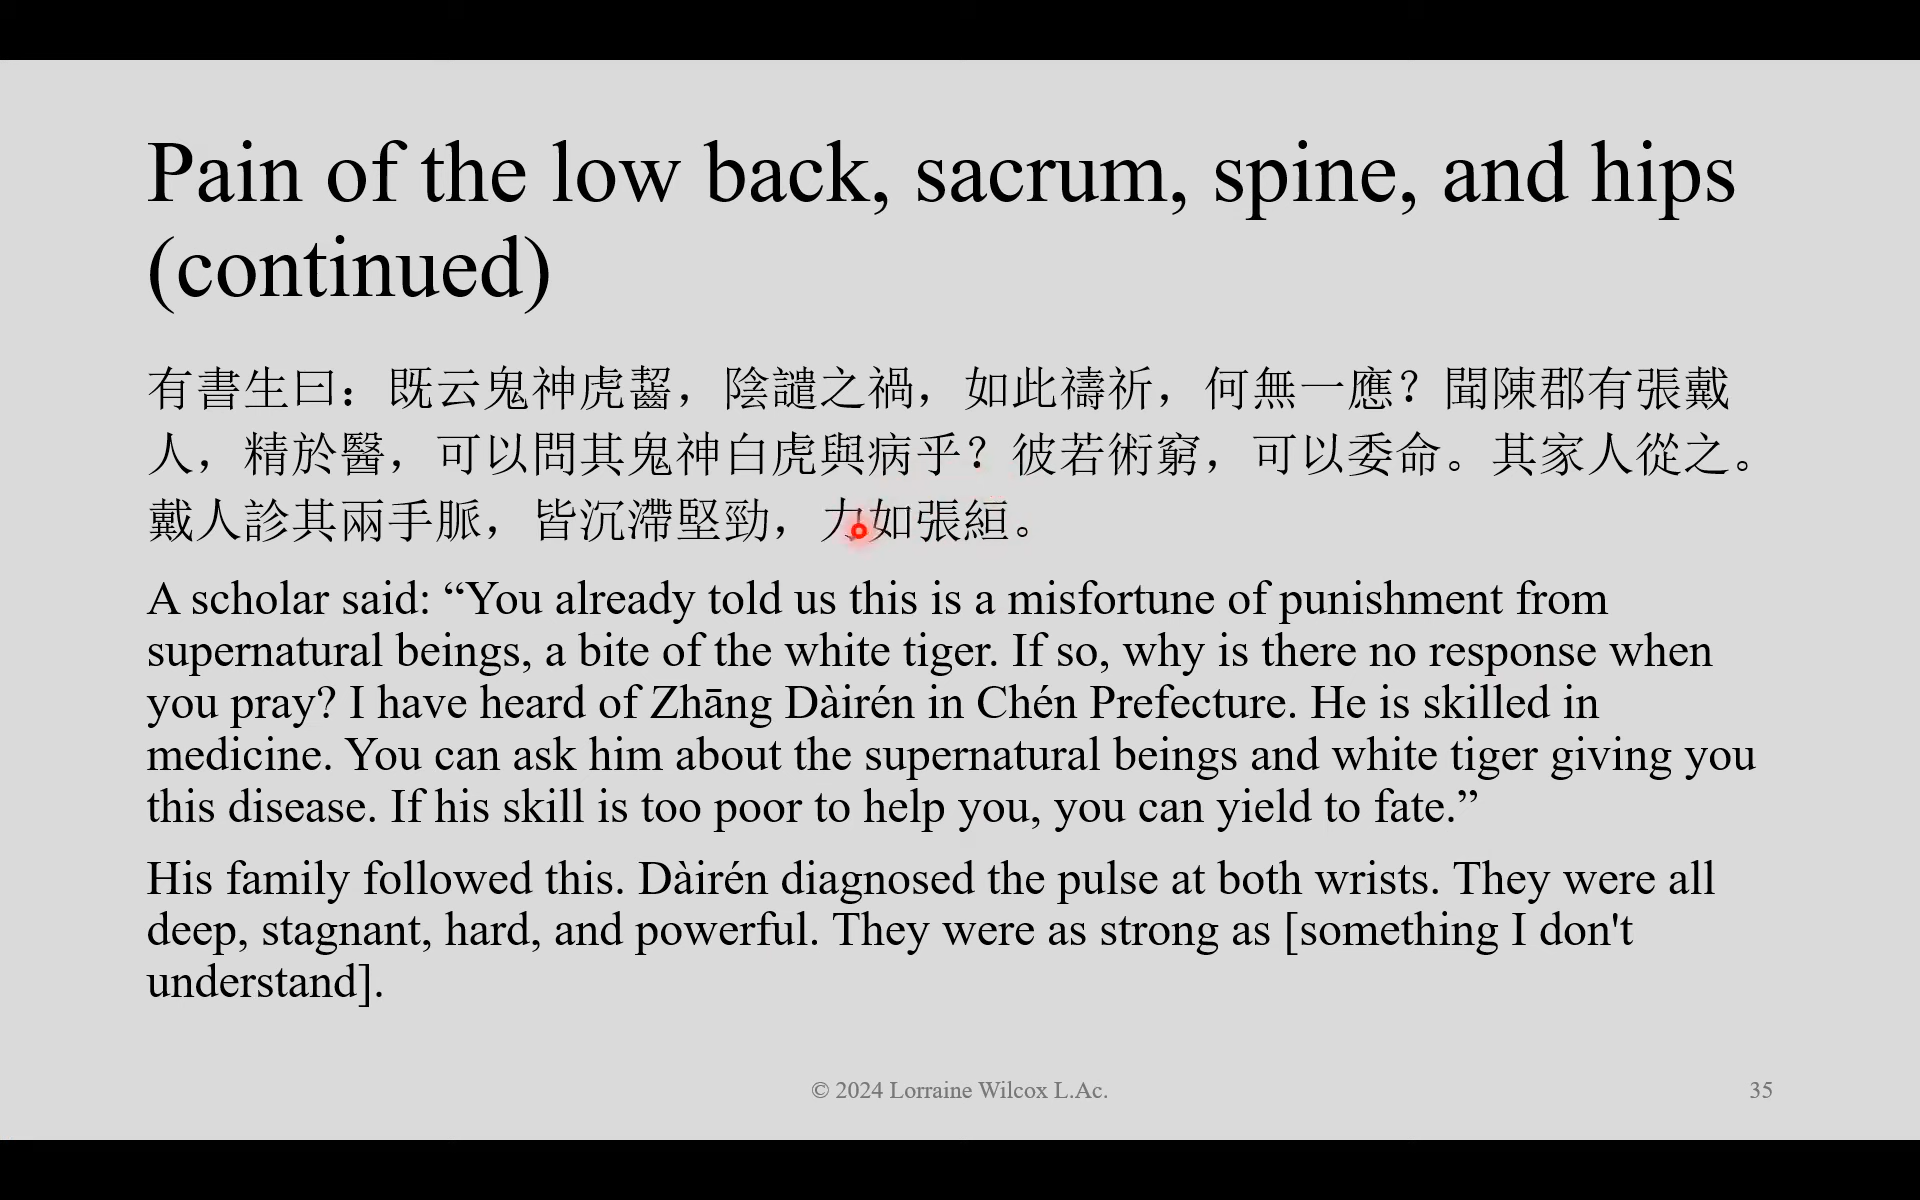 Pain of the low back, sacrum, spine, and hips
(continued)
有書生曰：既云鬼神虎齧，陰譴之禍，如此禱祈，何無一應？聞陳郡有張戴
人，精於醫，可以問其鬼神白虎與病乎？彼若術窮，可以委命。其家人從之。
戴人診其兩手脈，皆沉滯堅勁，力如張絙。
A scholar said: “You already told us this is a misfortune of punishment from
supernatural beings, a bite of the white tiger. If so, why is there no response when
you pray? I have heard of Zhāng Dàirén in Chén Prefecture. He is skilled in
medicine. You can ask him about the supernatural beings and white tiger giving you
this disease. If his skill is too poor to help you, you can yield to fate.”
His family followed this. Dàirén diagnosed the pulse at both wrists. They were all
deep, stagnant, hard, and powerful. They were as strong as [something I don't
understand].
© 2024 Lorraine Wilcox L.Ac.
35